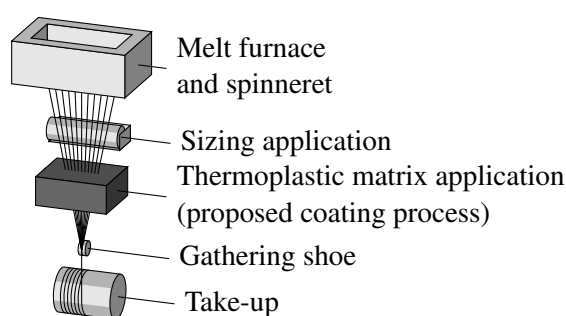 Melt furnace
and spinneret
Sizing application
Thermoplastic matrix application
(proposed coating process)
Gathering shoe
Take-up